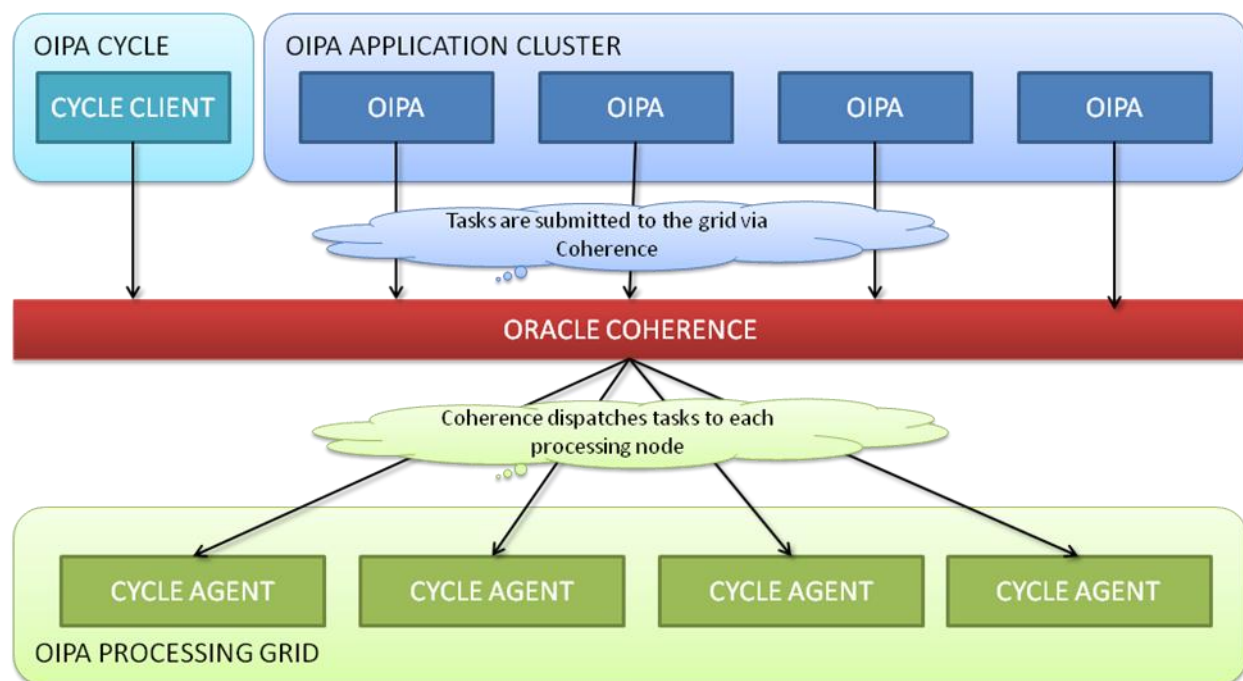 OIPA CYCLE
OIPA APPLICATION CLUSTER
CYCLE CLIENT
OIPA
OIPA
OIPA
OIPA
Tasks are submitted to the grid via
Coherence
ORACLE COHERENCE
Coherence dispatches tasks to each
processing node
CYCLE AGENT
CYCLE AGENT
CYCLE AGENT
CYCLE AGENT
OIPA PROCESSING GRID